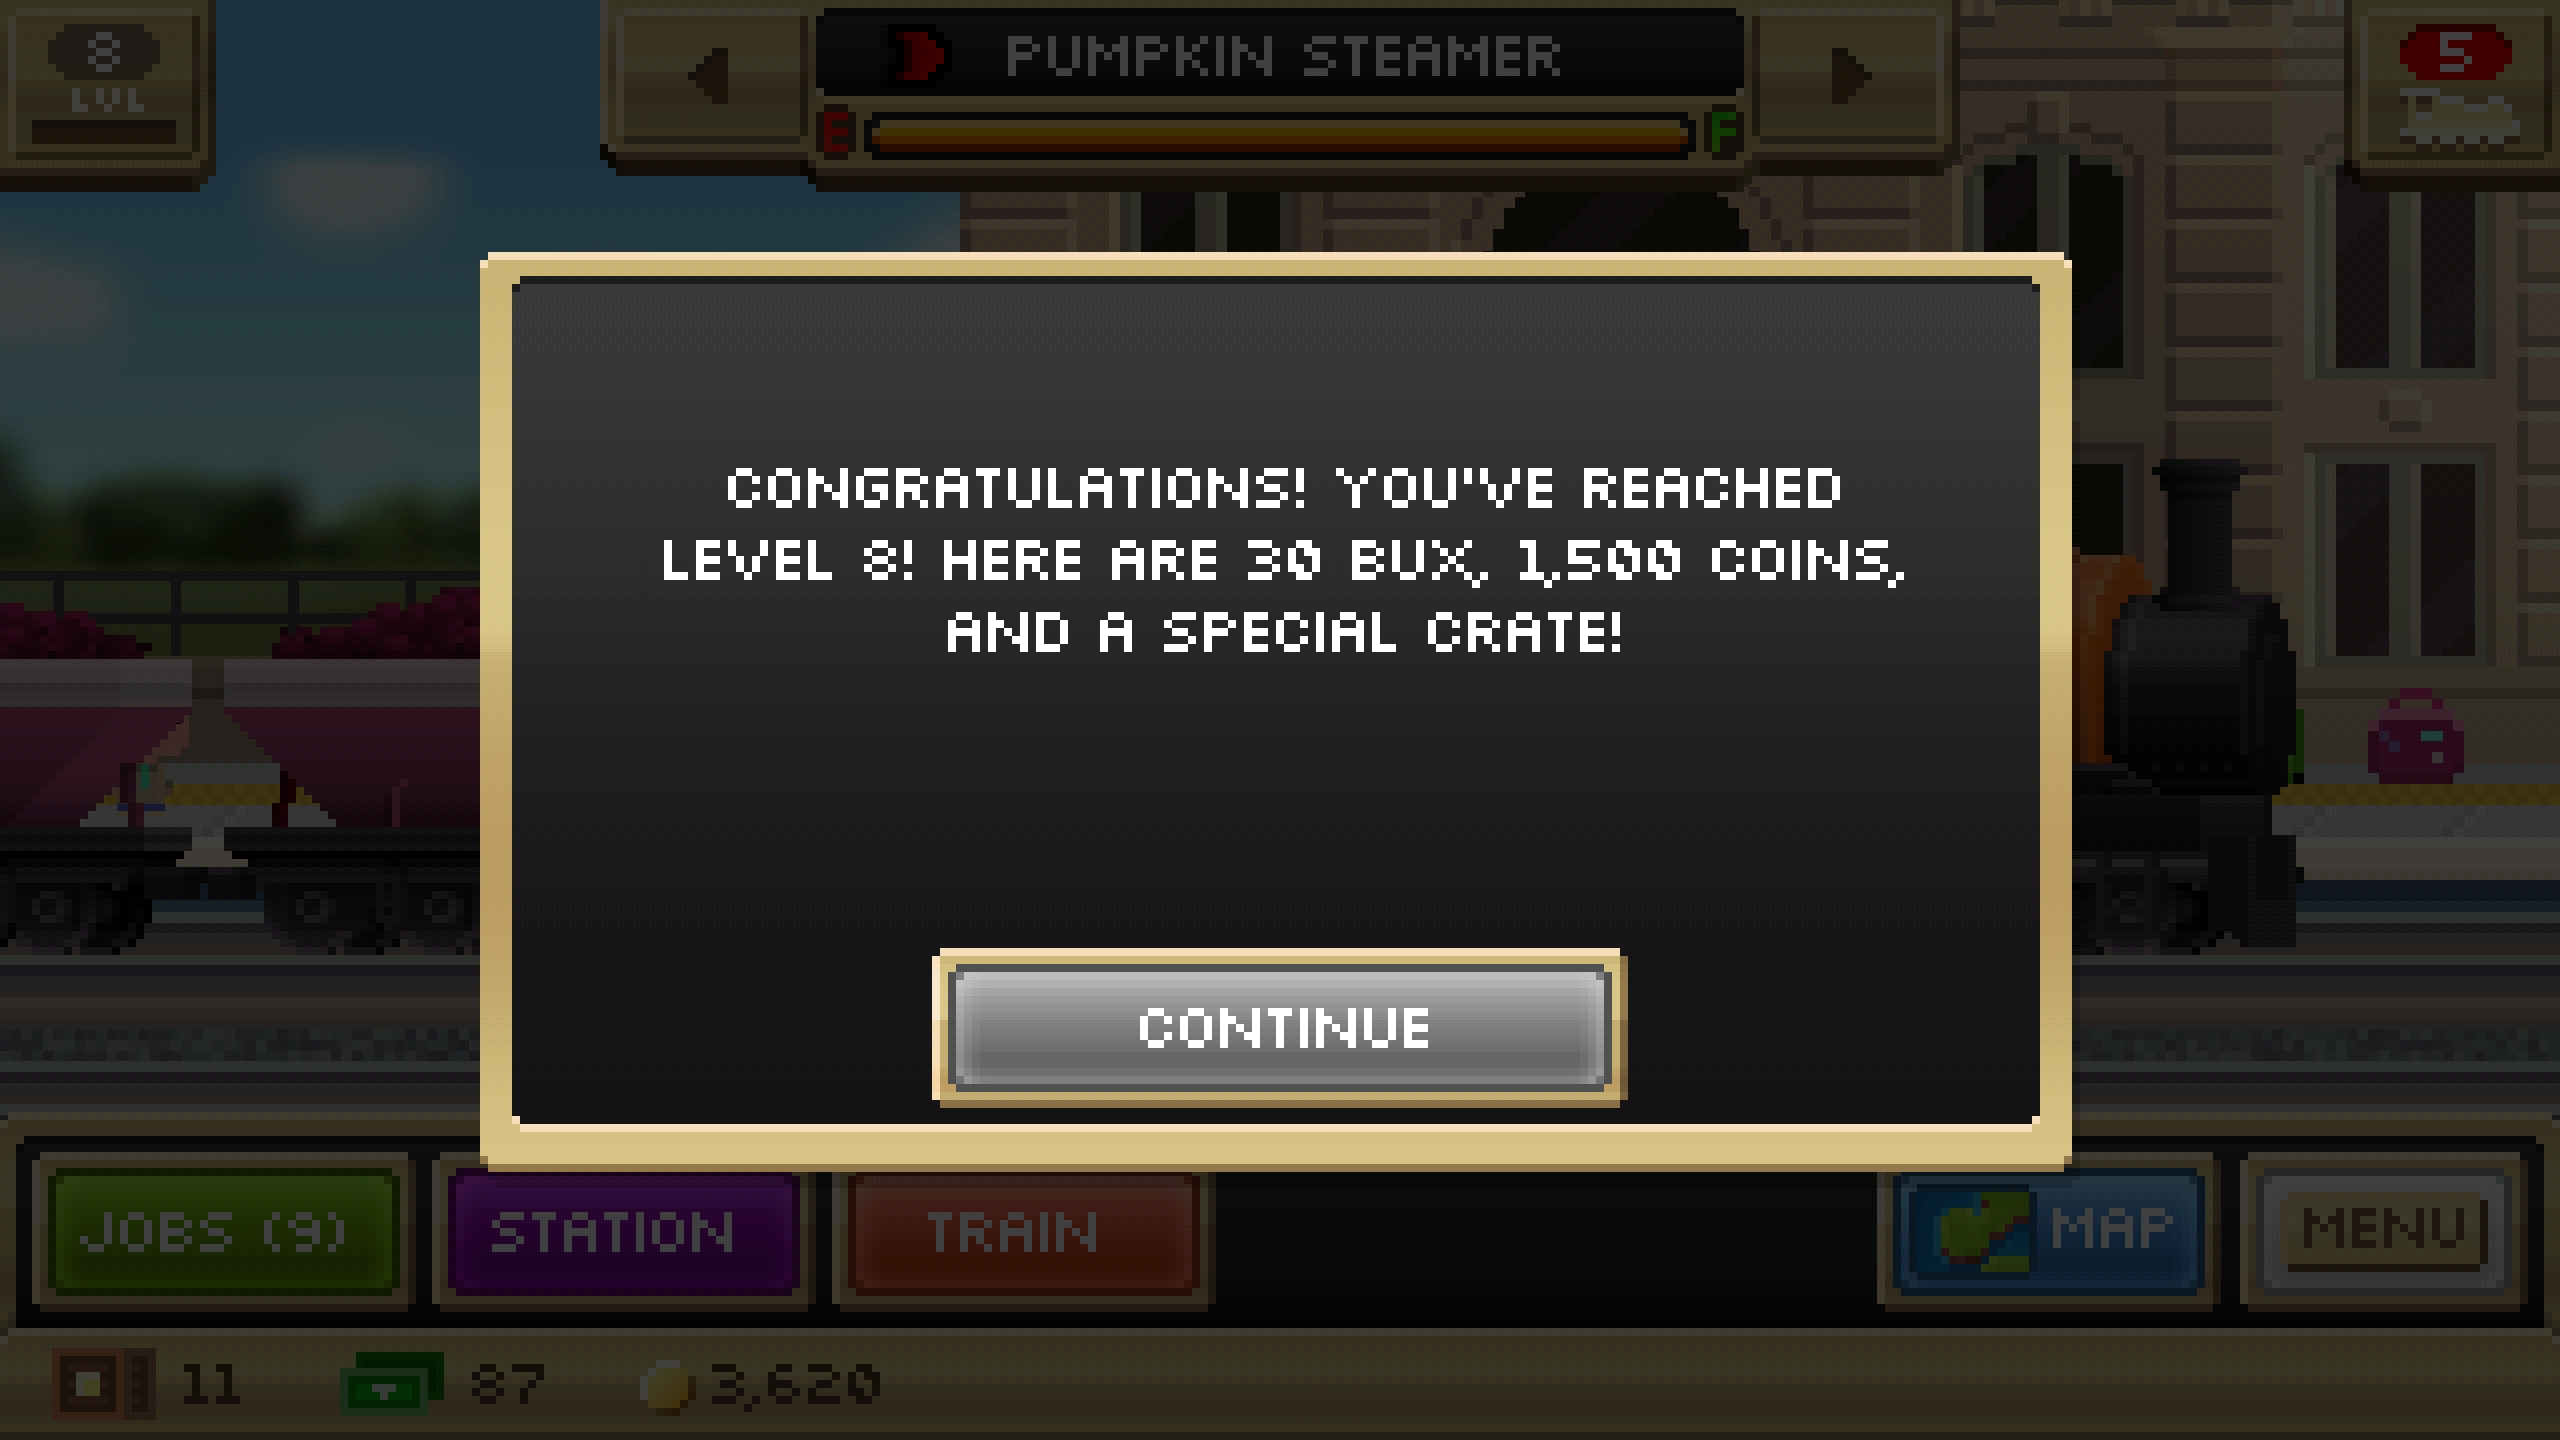 8
LVL
PUMPKIN STEAMER
E
F
5
CONGRATULATIONS! YOU'VE REACHED
LEVEL 8! HERE ARE 30 BUX, 1,500 COINS,
AND A SPECIAL CRATE!
CONTINUE
JOBS (9)
STATION
TRAIN
MAP
MENU
11
87
3,620